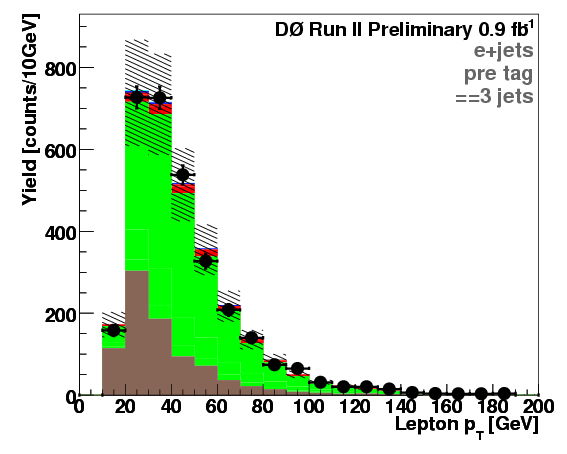 DØ Run II Preliminary 0.9 fb⁻¹
e+jets
pre tag
==3 jets
Yield [counts/10GeV]
800
600
400
200
0
0 20 40 60 80 100 120 140 160 180 200
Lepton p_T [GeV]